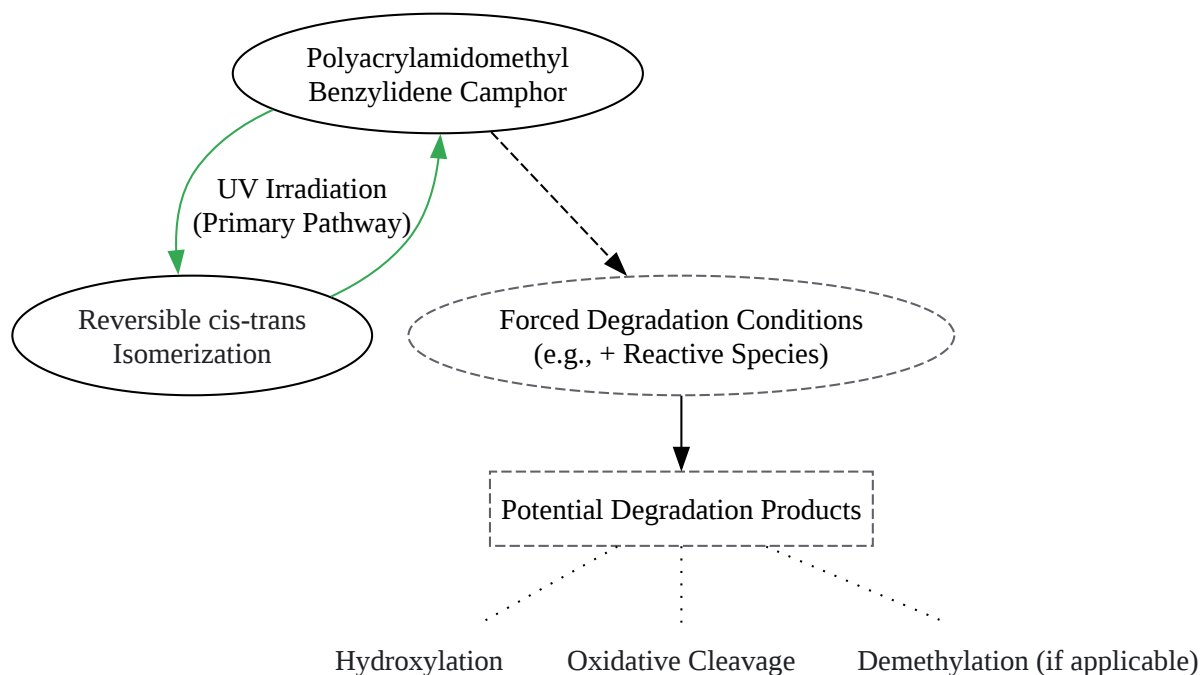 Polyacrylamidomethyl
Benzylidene Camphor
UV Irradiation
(Primary Pathway)
Reversible cis-trans
Isomerization
Forced Degradation Conditions
(e.g., + Reactive Species)
Potential Degradation Products
Hydroxylation
Oxidative Cleavage
Demethylation (if applicable)